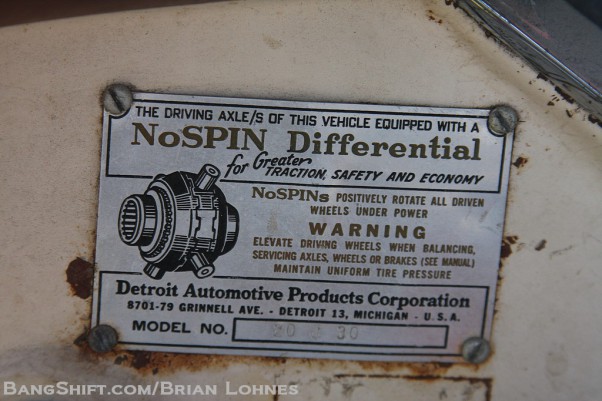 THE DRIVING AXLE/S OF THIS VEHICLE EQUIPPED WITH A
NoSPIN Differential
for Greater
TRACTION, SAFETY AND ECONOMY
NoSPINs POSITIVELY ROTATE ALL DRIVEN
WHEELS UNDER POWER
WARNING
ELEVATE DRIVING WHEELS WHEN BALANCING,
SERVICING AXLES, WHEELS OR BRAKES (SEE MANUAL)
MAINTAIN UNIFORM TIRE PRESSURE
Detroit Automotive Products Corporation
8701-79 GRINNELL AVE. - DETROIT 13, MICHIGAN - U.S.A.
MODEL NO. 30
BangShift.com/Brian Lohnes